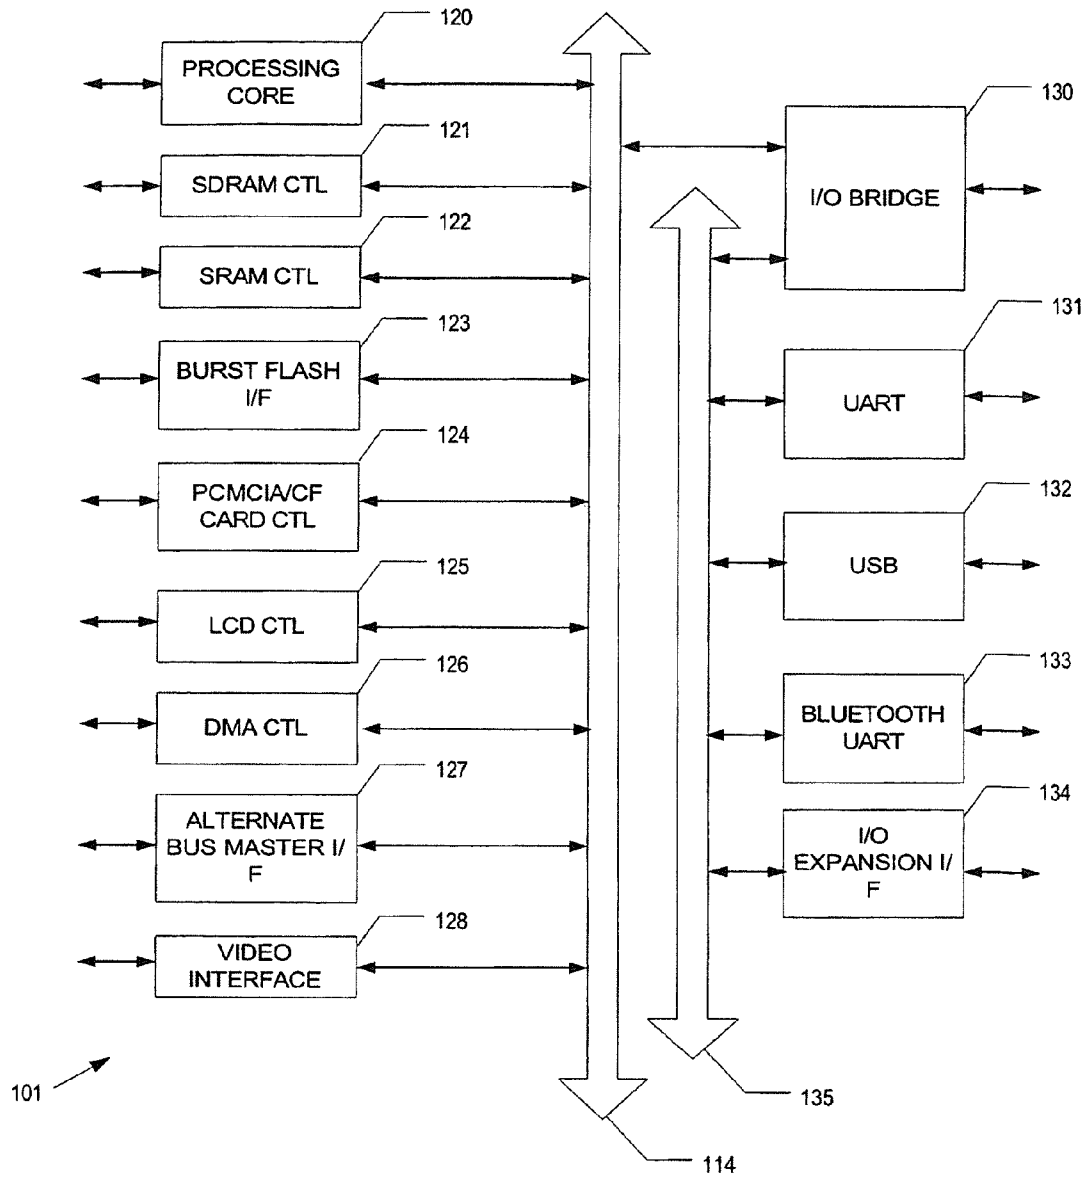 120
PROCESSING
CORE
121
SDRAM CTL
122
SRAM CTL
123
BURST FLASH
I/F
124
PCMCIA/CF
CARD CTL
125
LCD CTL
126
DMA CTL
127
ALTERNATE
BUS MASTER I/
F
128
VIDEO
INTERFACE
101
130
I/O BRIDGE
131
UART
132
USB
133
BLUETOOTH
UART
134
I/O
EXPANSION I/
F
135
114